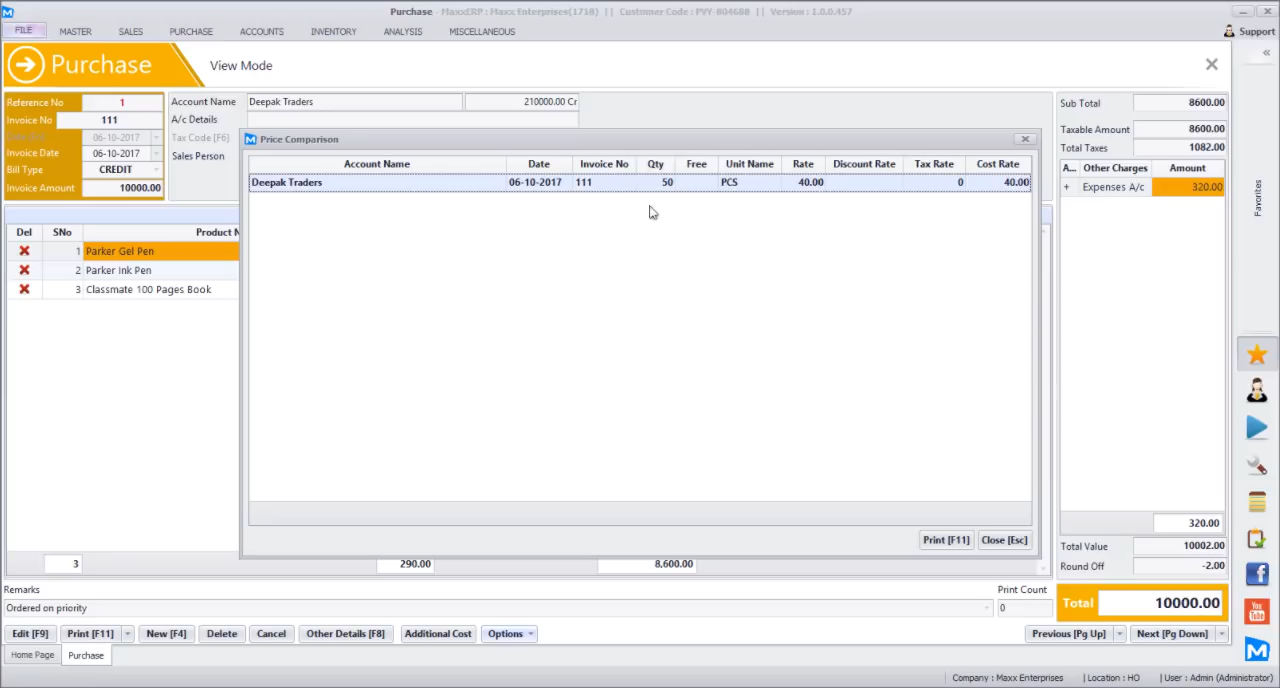 Purchase - MaxxERP : Maxx Enterprises(1718) || Customer Code : PVY-804688 || Version : 1.0.0.457
FILE MASTER SALES PURCHASE ACCOUNTS INVENTORY ANALYSIS MISCELLANEOUS Support
Purchase View Mode
Reference No 1 Account Name Deepak Traders 210000.00 Cr Sub Total 8600.00
Invoice No 111 A/c Details
06-10-2017 Tax Code [F6] Taxable Amount 8600.00
Invoice Date 06-10-2017 Sales Person Total Taxes 1082.00
Bill Type CREDIT A... Other Charges Amount
Invoice Amount 10000.00 + Expenses A/c 320.00
Price Comparison
Account Name Date Invoice No Qty Free Unit Name Rate Discount Rate Tax Rate Cost Rate
Deepak Traders 06-10-2017 111 50 PCS 40.00 0 40.00
Favorites
Del SNo Product N
1 Parker Gel Pen
2 Parker Ink Pen
3 Classmate 100 Pages Book
Print [F11] Close [Esc]
320.00
Total Value 10002.00
Round Off -2.00
3 290.00 8,600.00
Remarks Print Count
Ordered on priority 0
Total 10000.00
Edit [F9] Print [F11] New [F4] Delete Cancel Other Details [F8] Additional Cost Options Previous [Pg Up] Next [Pg Down]
Home Page Purchase
Company : Maxx Enterprises | Location : HO | User : Admin (Administrator)
You Tube